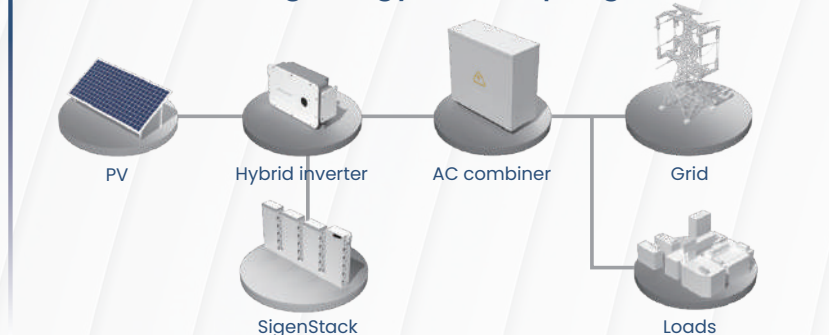 PV
Hybrid inverter
AC combiner
Grid
SigenStack
Loads